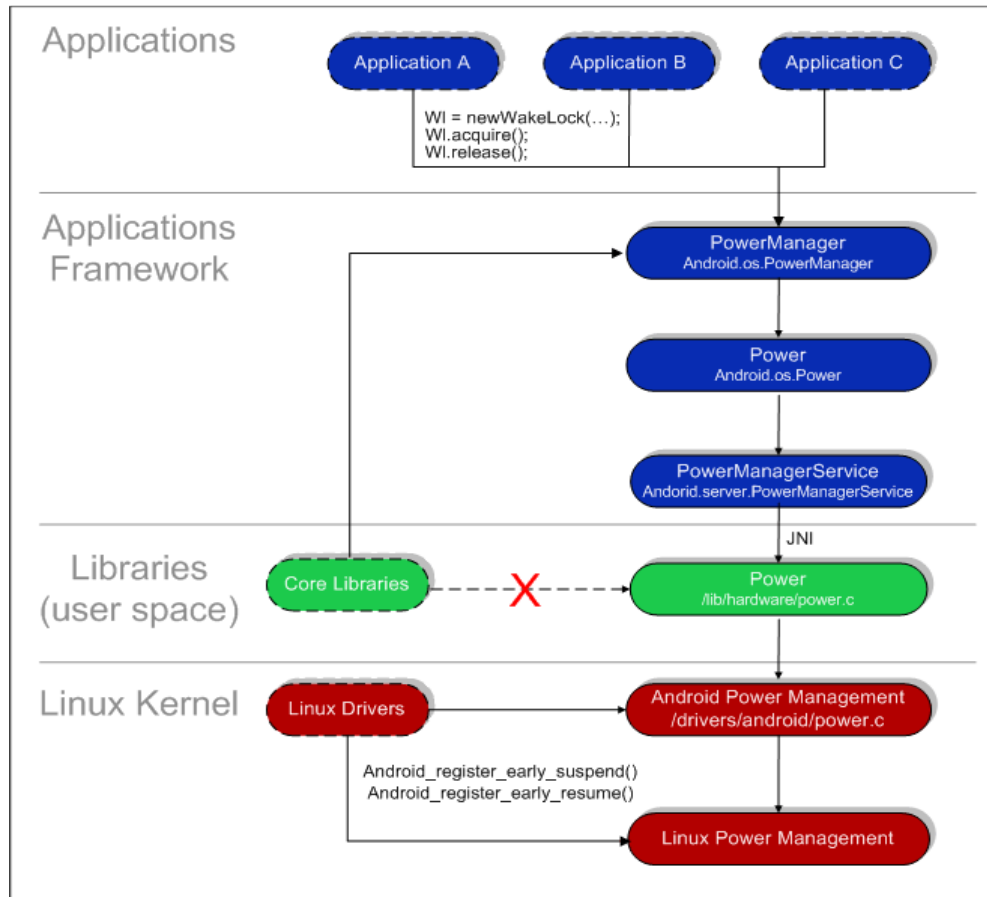 Applications
Application A
Application B
Application C
Wl = newWakeLock(…);
Wl.acquire();
Wl.release();
Applications
Framework
PowerManager
Android.os.PowerManager
Power
Android.os.Power
PowerManagerService
Andorid.server.PowerManagerService
JNI
Libraries
(user space)
Core Libraries
X
Power
/lib/hardware/power.c
Linux Kernel
Linux Drivers
Android Power Management
/drivers/android/power.c
Android_register_early_suspend()
Android_register_early_resume()
Linux Power Management